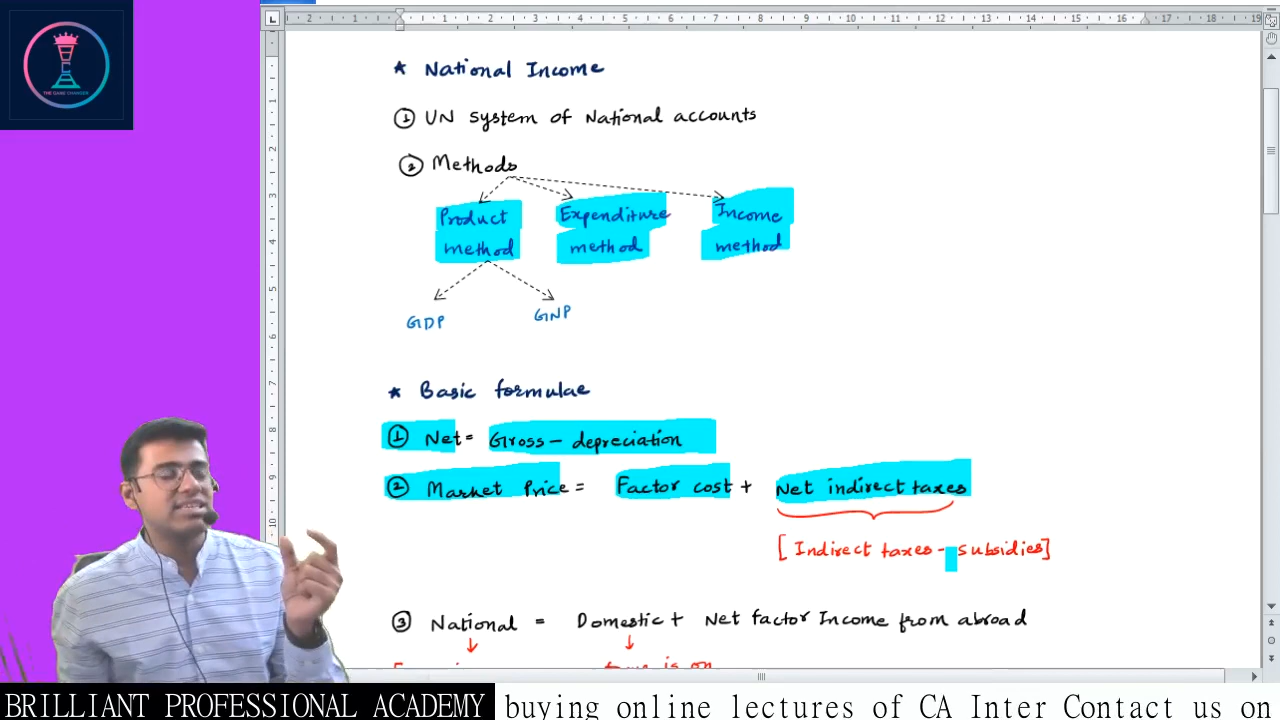 THE GAME CHANGER
★ National Income
① UN system of National accounts
② Methods
Product method
Expenditure method
Income method
GDP
GNP
★ Basic formulae
① Net = Gross - depreciation
② Market Price = Factor cost + Net indirect taxes
[Indirect taxes - subsidies]
③ National = Domestic + Net factor Income from abroad
BRILLIANT PROFESSIONAL ACADEMY buying online lectures of CA Inter Contact us on